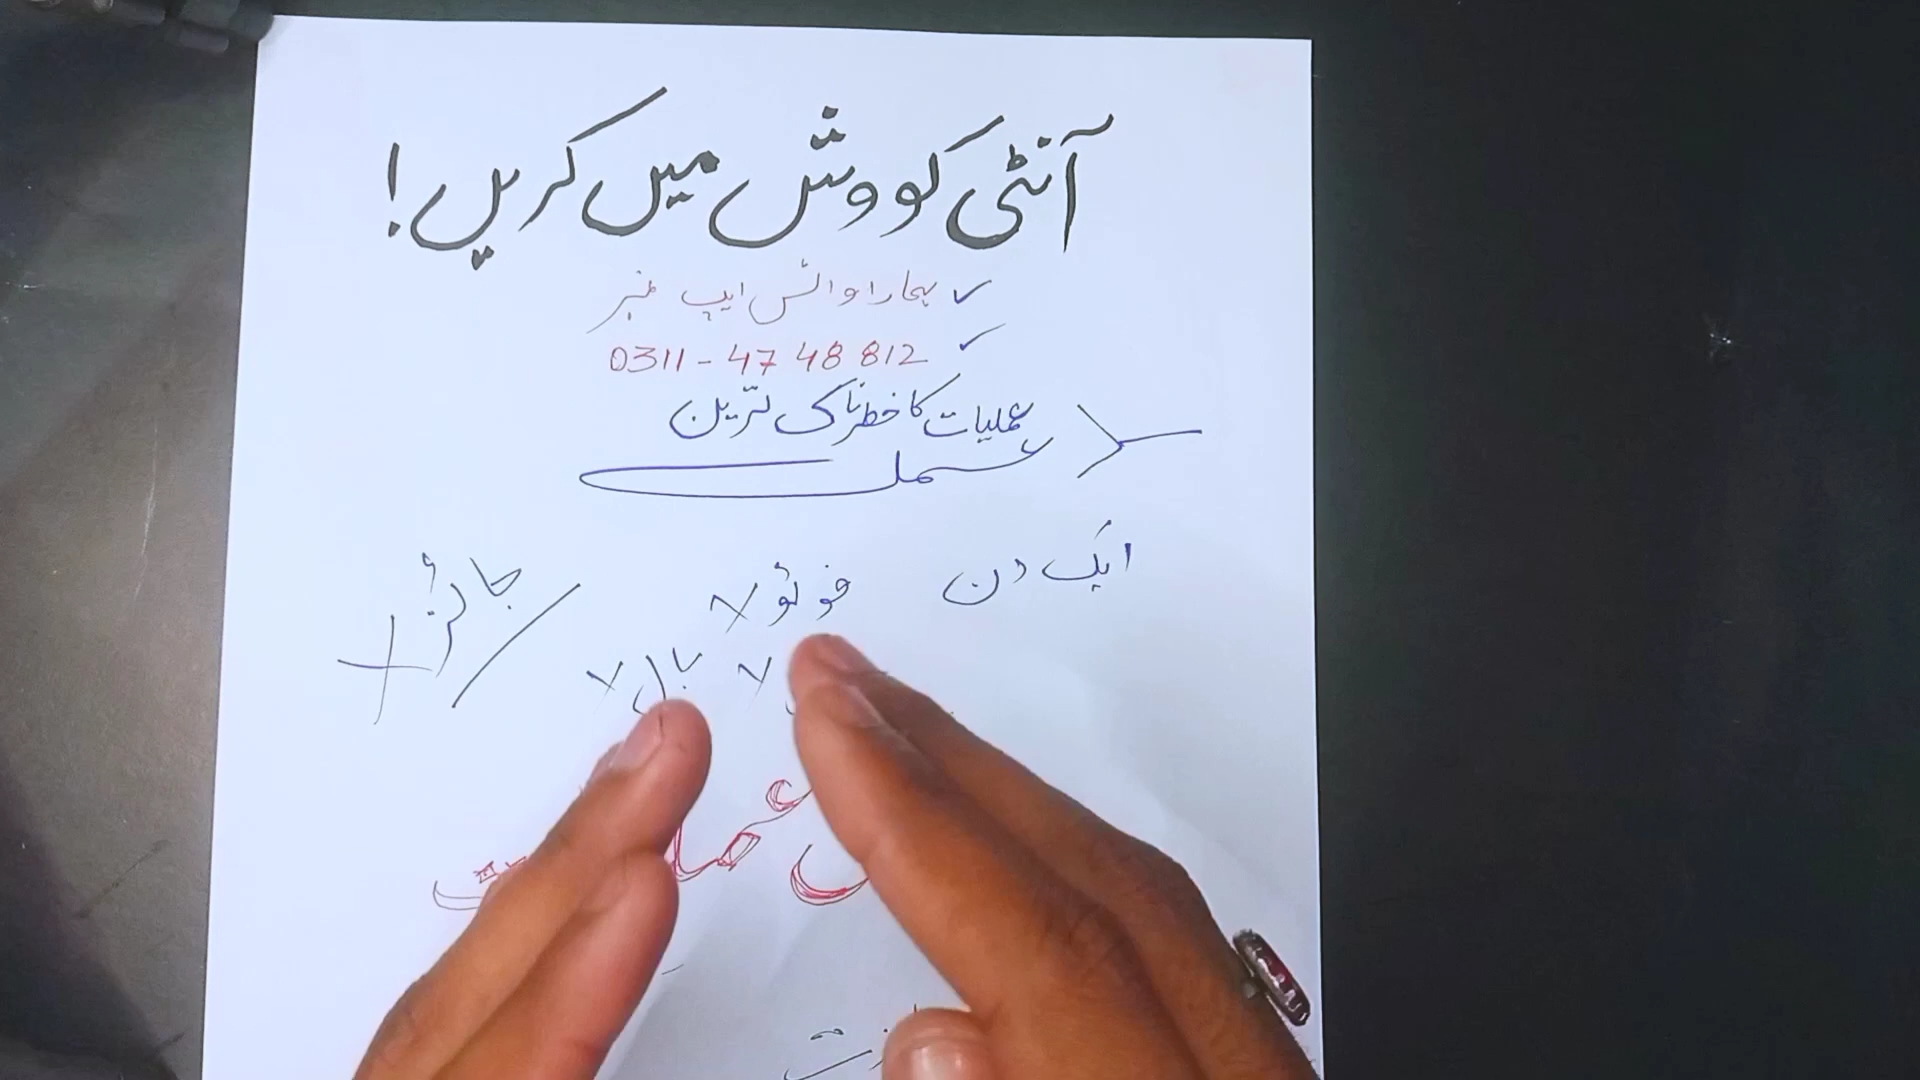 آنٹی کو وش میں کریں!
ہمارا واٹس ایپ نمبر
0311-47 48 812
عملیات کا خطرناک ترین
عمل
ایک دن فوٹو جائز
بال